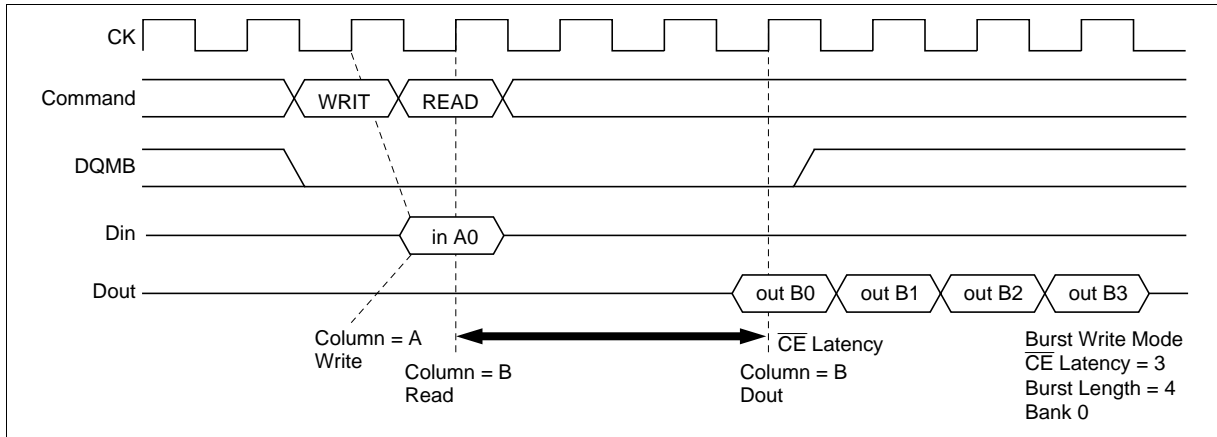 CK
Command
WRIT
READ
DQMB
Din
in A0
Dout
out B0
out B1
out B2
out B3
Column = A
Write
Column = B
Read
CE Latency
Column = B
Dout
Burst Write Mode
CE Latency = 3
Burst Length = 4
Bank 0